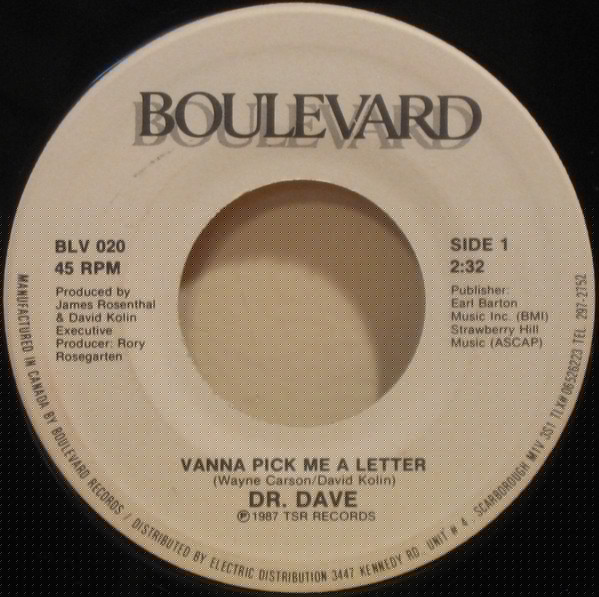 BOULEVARD
BLV 020
45 RPM
Produced by
James Rosenthal
& David Kolin
Executive
Producer: Rory
Rosegarten
SIDE 1
2:32
Publisher:
Earl Barton
Music Inc. (BMI)
Strawberry Hill
Music (ASCAP)
VANNA PICK ME A LETTER
(Wayne Carson/David Kolin)
DR. DAVE
Ⓟ1987 TSR RECORDS
MANUFACTURED IN CANADA BY BOULEVARD RECORDS / DISTRIBUTED BY ELECTRIC DISTRIBUTION 3447 KENNEDY RD., UNIT # 4, SCARBOROUGH M1V 3S1 TLX# 06526223 TEL 297-2752